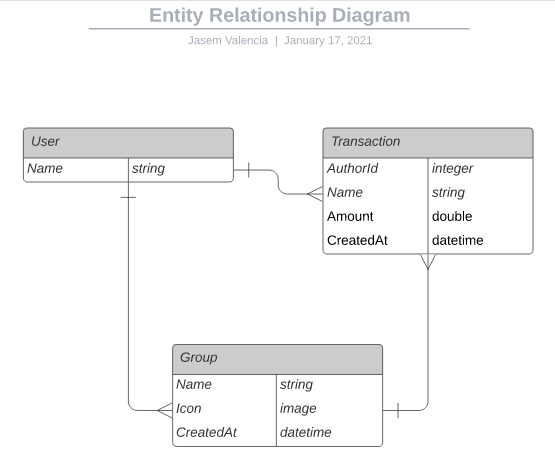 Entity Relationship Diagram
Jasem Valencia | January 17, 2021
User
Name string
Transaction
AuthorId integer
Name string
Amount double
CreatedAt datetime
Group
Name string
Icon image
CreatedAt datetime